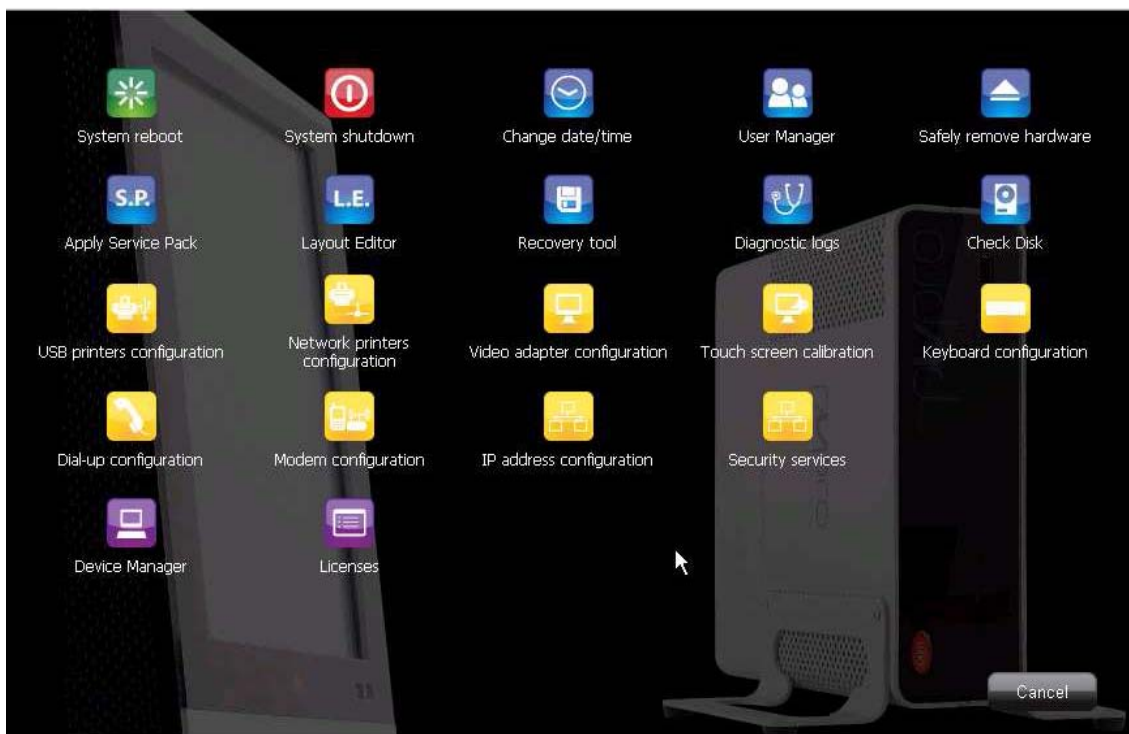 System reboot
System shutdown
Change date/time
User Manager
Safely remove hardware
S.P.
L.E.
Apply Service Pack
Layout Editor
Recovery tool
Diagnostic logs
Check Disk
USB printers configuration
Network printers
configuration
Video adapter configuration
Touch screen calibration
Keyboard configuration
Dial-up configuration
Modem configuration
IP address configuration
Security services
Device Manager
Licenses
Cancel